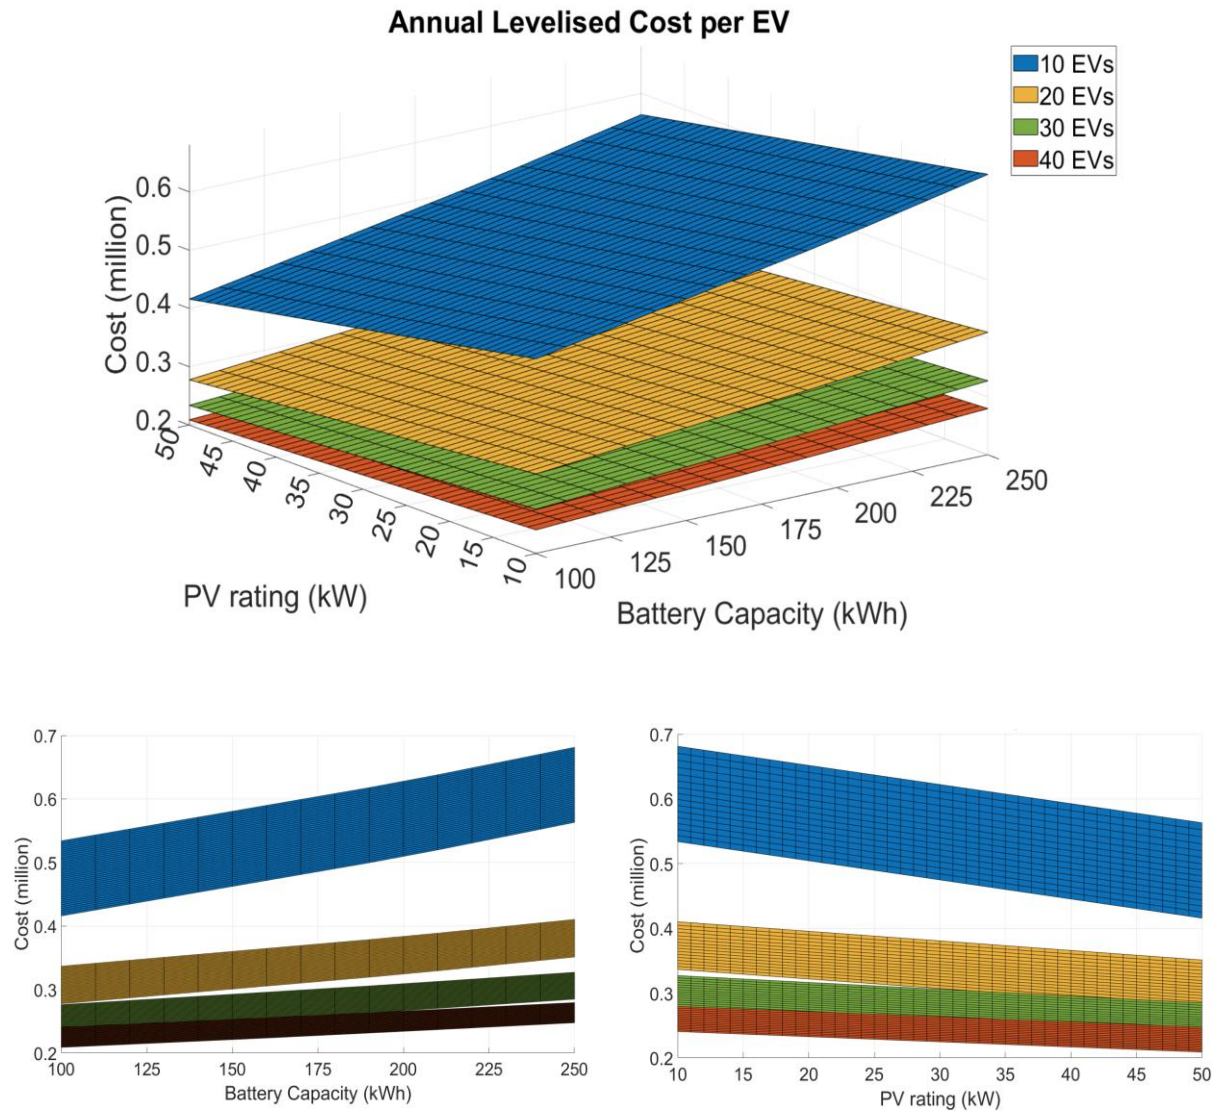 Annual Levelised Cost per EV
10 EVs
20 EVs
30 EVs
40 EVs
Cost (million)
0.6
0.5
0.4
0.3
0.2
50
45
40
35
30
25
20
15
10
PV rating (kW)
100
125
150
175
200
225
250
Battery Capacity (kWh)
Cost (million)
0.7
0.6
0.5
0.4
0.3
0.2
100 125 150 175 200 225 250
Battery Capacity (kWh)
Cost (million)
0.7
0.6
0.5
0.4
0.3
0.2
10 15 20 25 30 35 40 45 50
PV rating (kW)